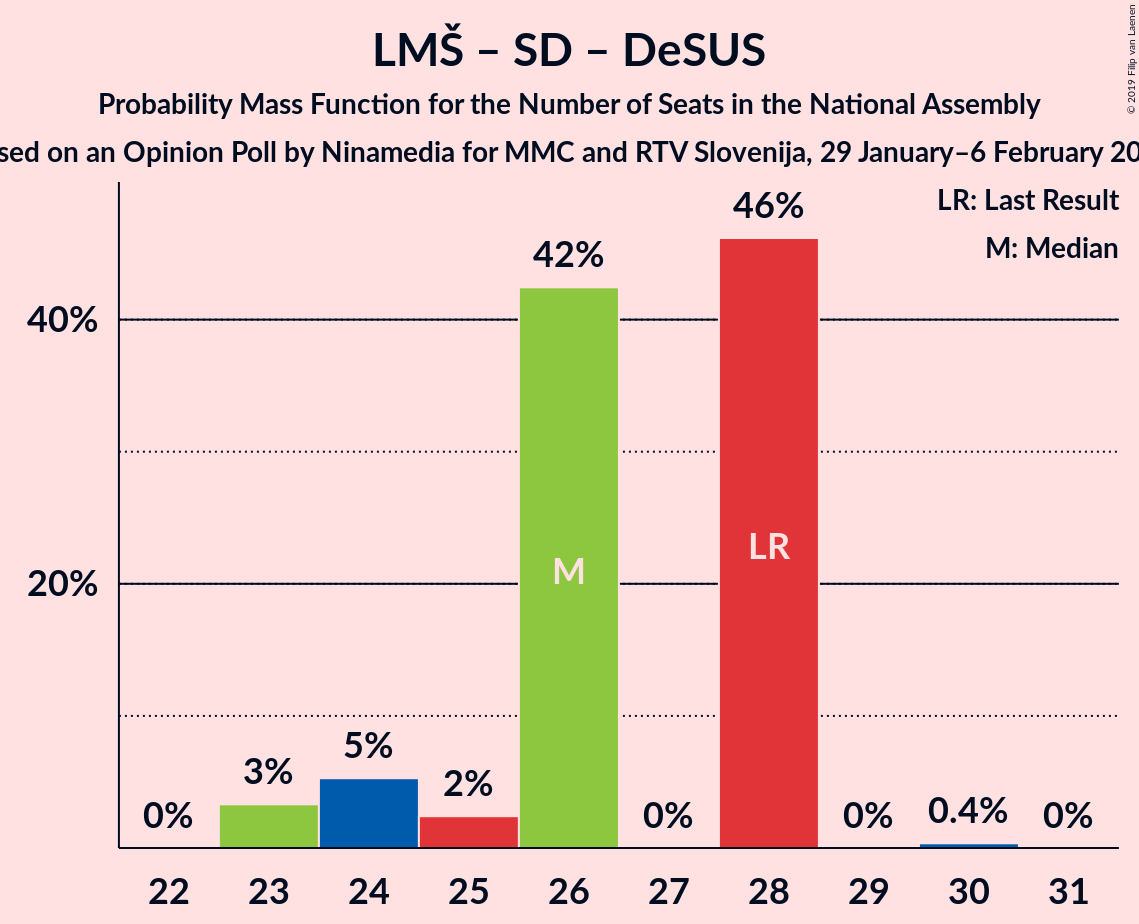 LMŠ – SD – DeSUS
Probability Mass Function for the Number of Seats in the National Assembly
sed on an Opinion Poll by Ninamedia for MMC and RTV Slovenija, 29 January–6 February 20
© 2019 Filip van Laenen
LR: Last Result
M: Median
46%
42%
40%
LR
M
20%
5%
3%
2%
0%
0%
0%
0.4%
0%
22 23 24 25 26 27 28 29 30 31